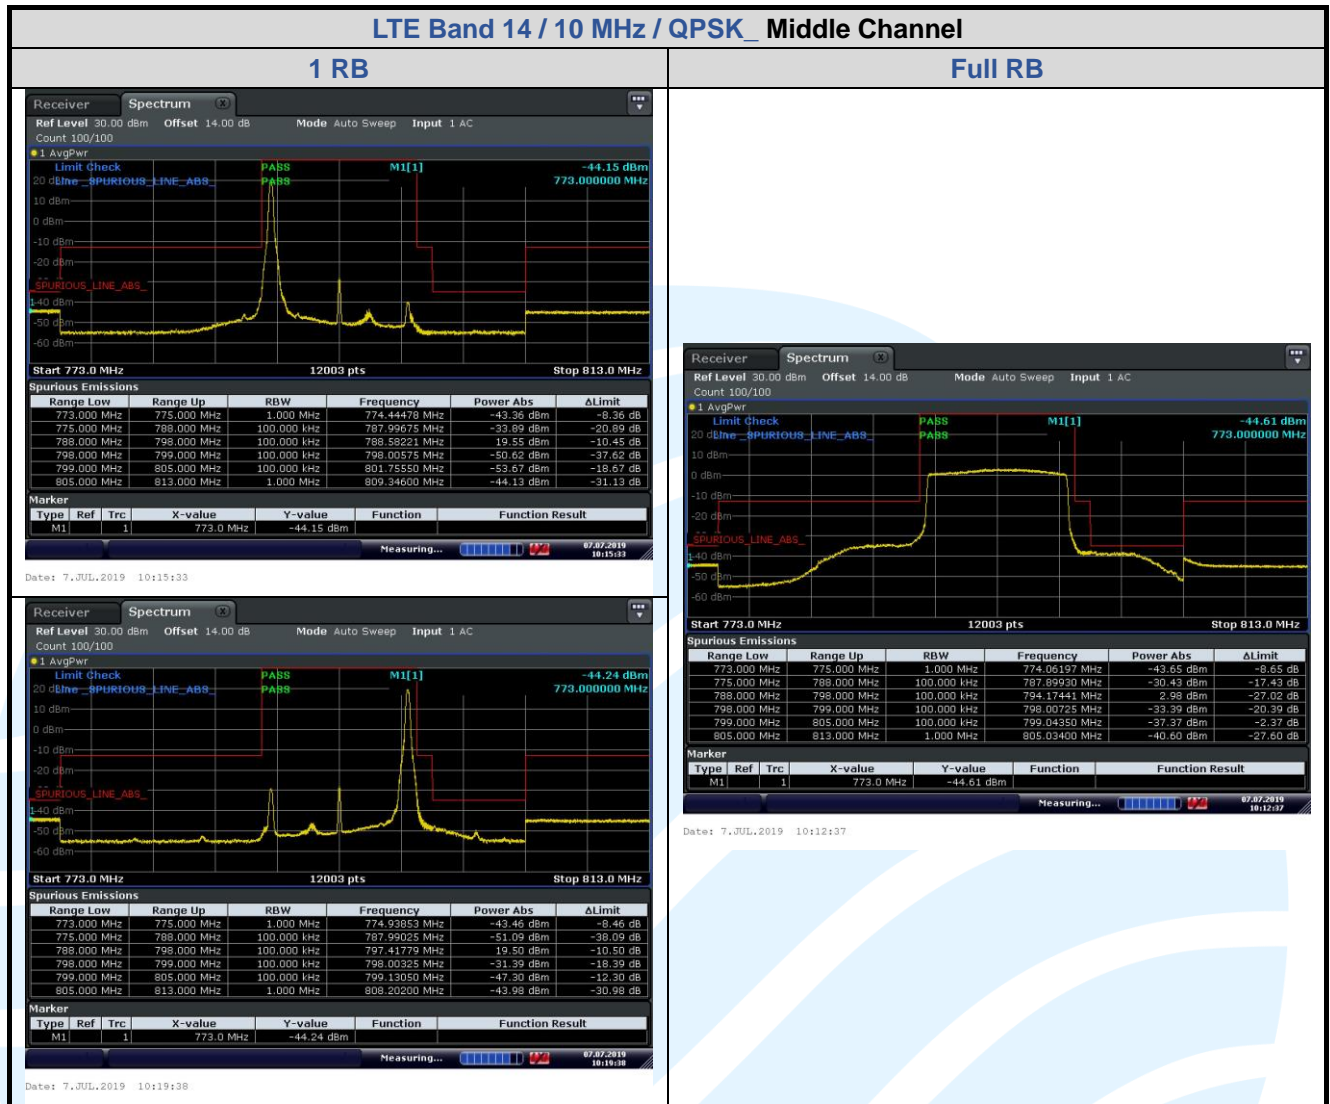 LTE Band 14 / 10 MHz / QPSK_ Middle Channel
1 RB
Full RB
Receiver Spectrum
Ref Level 30.00 dBm Offset 14.00 dB Mode Auto Sweep Input 1 AC
Count 100/100
1 AvgPwr
Limit Check PASS M1[1] -44.15 dBm
20 dBm Line _SPURIOUS_LINE_ABS_ PASS 773.000000 MHz
10 dBm
0 dBm
-10 dBm
-20 dBm
_SPURIOUS_LINE_ABS_
-40 dBm
-50 dBm
-60 dBm
Start 773.0 MHz 12003 pts Stop 813.0 MHz
Spurious Emissions
Range Low Range Up RBW Frequency Power Abs ΔLimit
773.000 MHz 775.000 MHz 1.000 MHz 774.44478 MHz -43.36 dBm -8.36 dB
775.000 MHz 788.000 MHz 100.000 kHz 787.99675 MHz -33.89 dBm -20.89 dB
788.000 MHz 798.000 MHz 100.000 kHz 788.58221 MHz 19.55 dBm -10.45 dB
798.000 MHz 799.000 MHz 100.000 kHz 798.00575 MHz -50.62 dBm -37.62 dB
799.000 MHz 805.000 MHz 100.000 kHz 801.75550 MHz -53.67 dBm -18.67 dB
805.000 MHz 813.000 MHz 1.000 MHz 809.34600 MHz -44.13 dBm -31.13 dB
Marker
Type Ref Trc X-value Y-value Function Function Result
M1 1 773.0 MHz -44.15 dBm
Measuring... 07.07.2019
10:15:33
Date: 7.JUL.2019 10:15:33
Receiver Spectrum
Ref Level 30.00 dBm Offset 14.00 dB Mode Auto Sweep Input 1 AC
Count 100/100
1 AvgPwr
Limit Check PASS M1[1] -44.24 dBm
20 dBm Line _SPURIOUS_LINE_ABS_ PASS 773.000000 MHz
10 dBm
0 dBm
-10 dBm
-20 dBm
_SPURIOUS_LINE_ABS_
-40 dBm
-50 dBm
-60 dBm
Start 773.0 MHz 12003 pts Stop 813.0 MHz
Spurious Emissions
Range Low Range Up RBW Frequency Power Abs ΔLimit
773.000 MHz 775.000 MHz 1.000 MHz 774.93853 MHz -43.46 dBm -8.46 dB
775.000 MHz 788.000 MHz 100.000 kHz 787.99025 MHz -51.09 dBm -38.09 dB
788.000 MHz 798.000 MHz 100.000 kHz 797.41779 MHz 19.50 dBm -10.50 dB
798.000 MHz 799.000 MHz 100.000 kHz 798.00325 MHz -31.39 dBm -18.39 dB
799.000 MHz 805.000 MHz 100.000 kHz 799.13050 MHz -47.30 dBm -12.30 dB
805.000 MHz 813.000 MHz 1.000 MHz 808.20200 MHz -43.98 dBm -30.98 dB
Marker
Type Ref Trc X-value Y-value Function Function Result
M1 1 773.0 MHz -44.24 dBm
Measuring... 07.07.2019
10:19:38
Date: 7.JUL.2019 10:19:38
Receiver Spectrum
Ref Level 30.00 dBm Offset 14.00 dB Mode Auto Sweep Input 1 AC
Count 100/100
1 AvgPwr
Limit Check PASS M1[1] -44.61 dBm
20 dBm Line _SPURIOUS_LINE_ABS_ PASS 773.000000 MHz
10 dBm
0 dBm
-10 dBm
-20 dBm
_SPURIOUS_LINE_ABS_
-40 dBm
-50 dBm
-60 dBm
Start 773.0 MHz 12003 pts Stop 813.0 MHz
Spurious Emissions
Range Low Range Up RBW Frequency Power Abs ΔLimit
773.000 MHz 775.000 MHz 1.000 MHz 774.06197 MHz -43.65 dBm -8.65 dB
775.000 MHz 788.000 MHz 100.000 kHz 787.89930 MHz -30.43 dBm -17.43 dB
788.000 MHz 798.000 MHz 100.000 kHz 794.17441 MHz 2.98 dBm -27.02 dB
798.000 MHz 799.000 MHz 100.000 kHz 798.00725 MHz -33.39 dBm -20.39 dB
799.000 MHz 805.000 MHz 100.000 kHz 799.04350 MHz -37.37 dBm -2.37 dB
805.000 MHz 813.000 MHz 1.000 MHz 805.03400 MHz -40.60 dBm -27.60 dB
Marker
Type Ref Trc X-value Y-value Function Function Result
M1 1 773.0 MHz -44.61 dBm
Measuring... 07.07.2019
10:12:37
Date: 7.JUL.2019 10:12:37